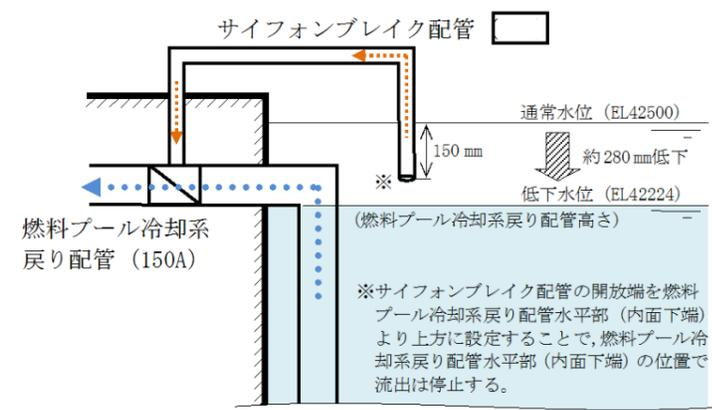 サイフォンブレイク配管
通常水位（EL42500）
150 mm
約280mm低下
※
低下水位（EL42224）
（燃料プール冷却系戻り配管高さ）
燃料プール冷却系
戻り配管（150A）
※サイフォンブレイク配管の開放端を燃料
プール冷却系戻り配管水平部（内面下端）
より上方に設定することで,燃料プール冷
却系戻り配管水平部（内面下端）の位置で
流出は停止する。